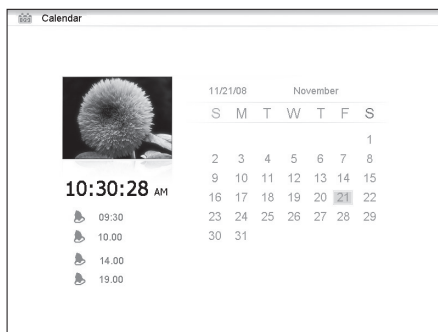 Calendar
10:30:28 AM
09:30
10.00
14.00
19.00
11/21/08 November
S M T W T F S
1
2 3 4 5 6 7 8
9 10 11 12 13 14 15
16 17 18 19 20 21 22
23 24 25 26 27 28 29
30 31